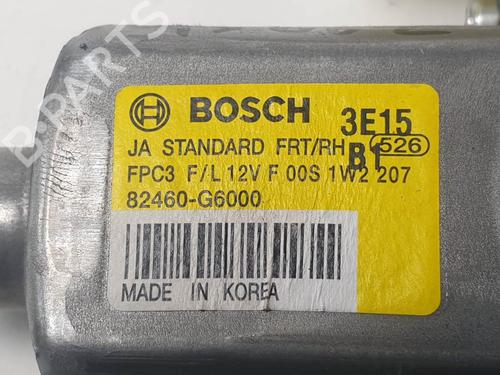 BOSCH 3E15
JA STANDARD FRT/RH B1 526
FPC3 F/L 12V F 00S 1W2 207
82460-G6000
MADE IN KOREA
B-PARTS